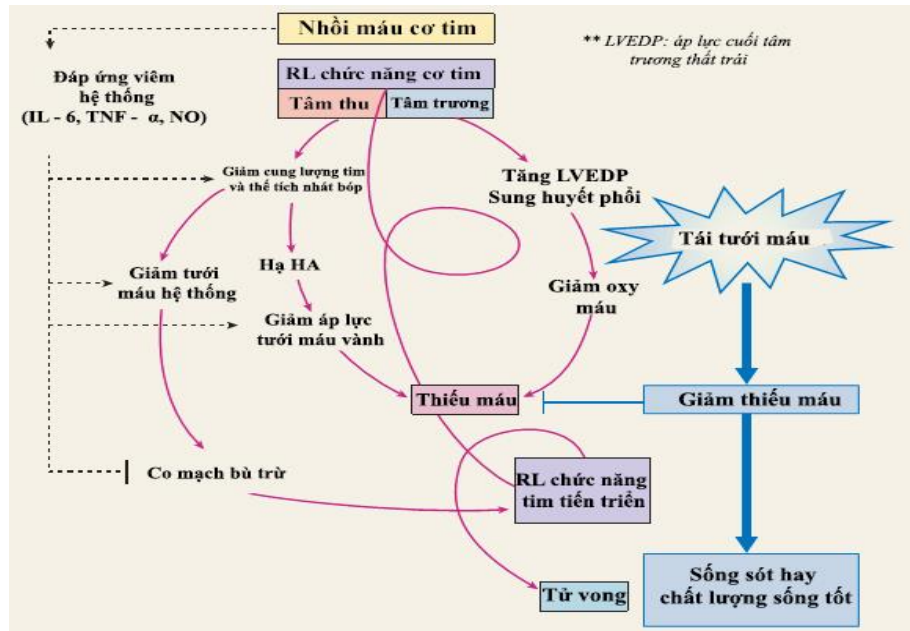 Nhồi máu cơ tim
** LVEDP: áp lực cuối tâm
trương thất trái
RL chức năng cơ tim
Tâm thu
Tâm trương
Đáp ứng viêm
hệ thống
(IL - 6, TNF - α, NO)
Giảm cung lượng tim
và thể tích nhát bóp
Tăng LVEDP
Sung huyết phổi
Tái tưới máu
Giảm tưới
máu hệ thống
Hạ HA
Giảm oxy
máu
Giảm áp lực
tưới máu vành
Thiếu máu
Giảm thiếu máu
Co mạch bù trừ
RL chức năng
tim tiến triển
Tử vong
Sống sót hay
chất lượng sống tốt